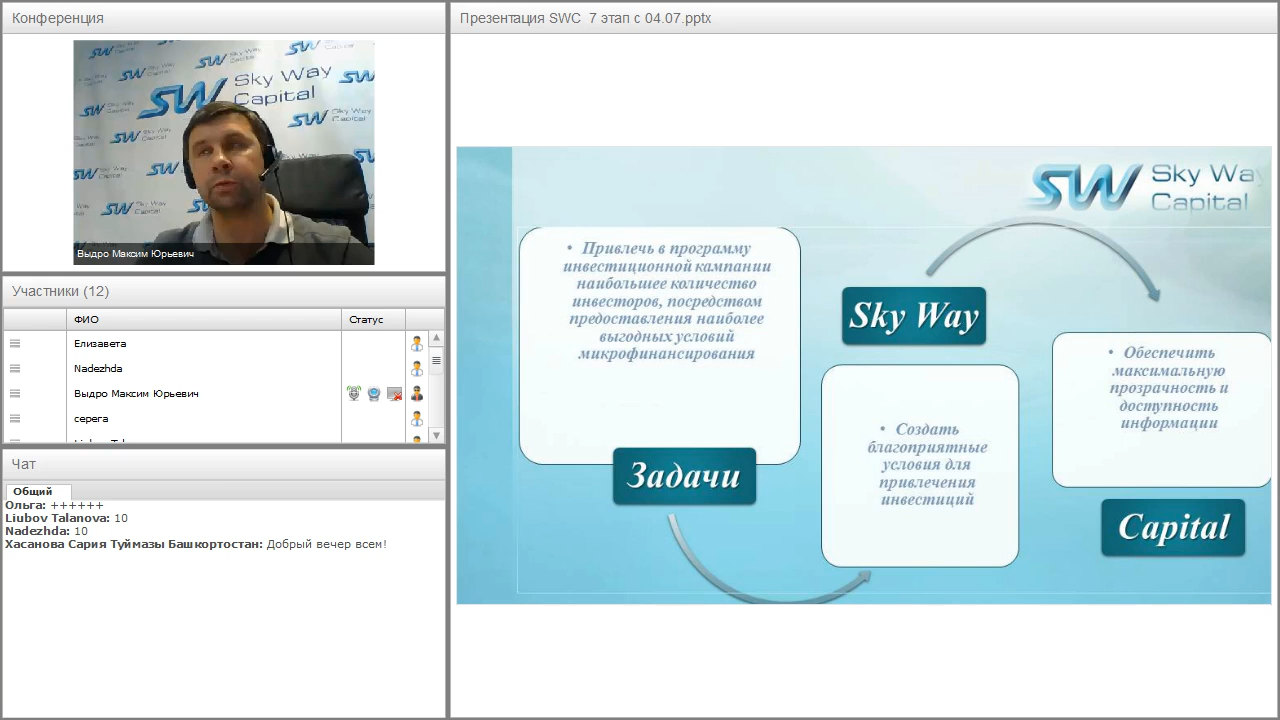 Конференция
Sky Way
Capital
Выдро Максим Юрьевич
Участники (12)
ФИО
Статус
Елизавета
Nadezhda
Выдро Максим Юрьевич
серега
Чат
Общий
Ольга: ++++++
Liubov Talanova: 10
Nadezhda: 10
Хасанова Сария Туймазы Башкортостан: Добрый вечер всем!
Презентация SWC 7 этап с 04.07.pptx
SW Sky Way
Capital
• Привлечь в программу
инвестиционной кампании
наибольшее количество
инвесторов, посредством
предоставления наиболее
выгодных условий
микрофинансирования
Задачи
Sky Way
• Создать
благоприятные
условия для
привлечения
инвестиций
• Обеспечить
максимальную
прозрачность и
доступность
информации
Capital